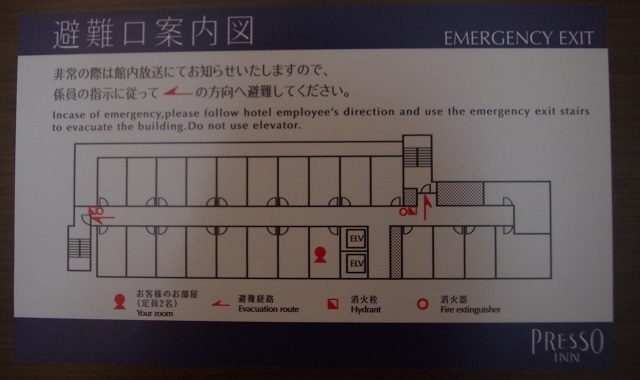 避難口案内図
EMERGENCY EXIT
非常の際は館内放送にてお知らせいたしますので、
係員の指示に従って の方向へ避難してください。
Incase of emergency,please follow hotel employee's direction and use the emergency exit stairs
to evacuate the building.Do not use elevator.
ELV
ELV
お客様のお部屋
(定員2名)
Your room
避難経路
Evacuation route
消火栓
Hydrant
消火器
Fire extinguisher
PRESSO
INN